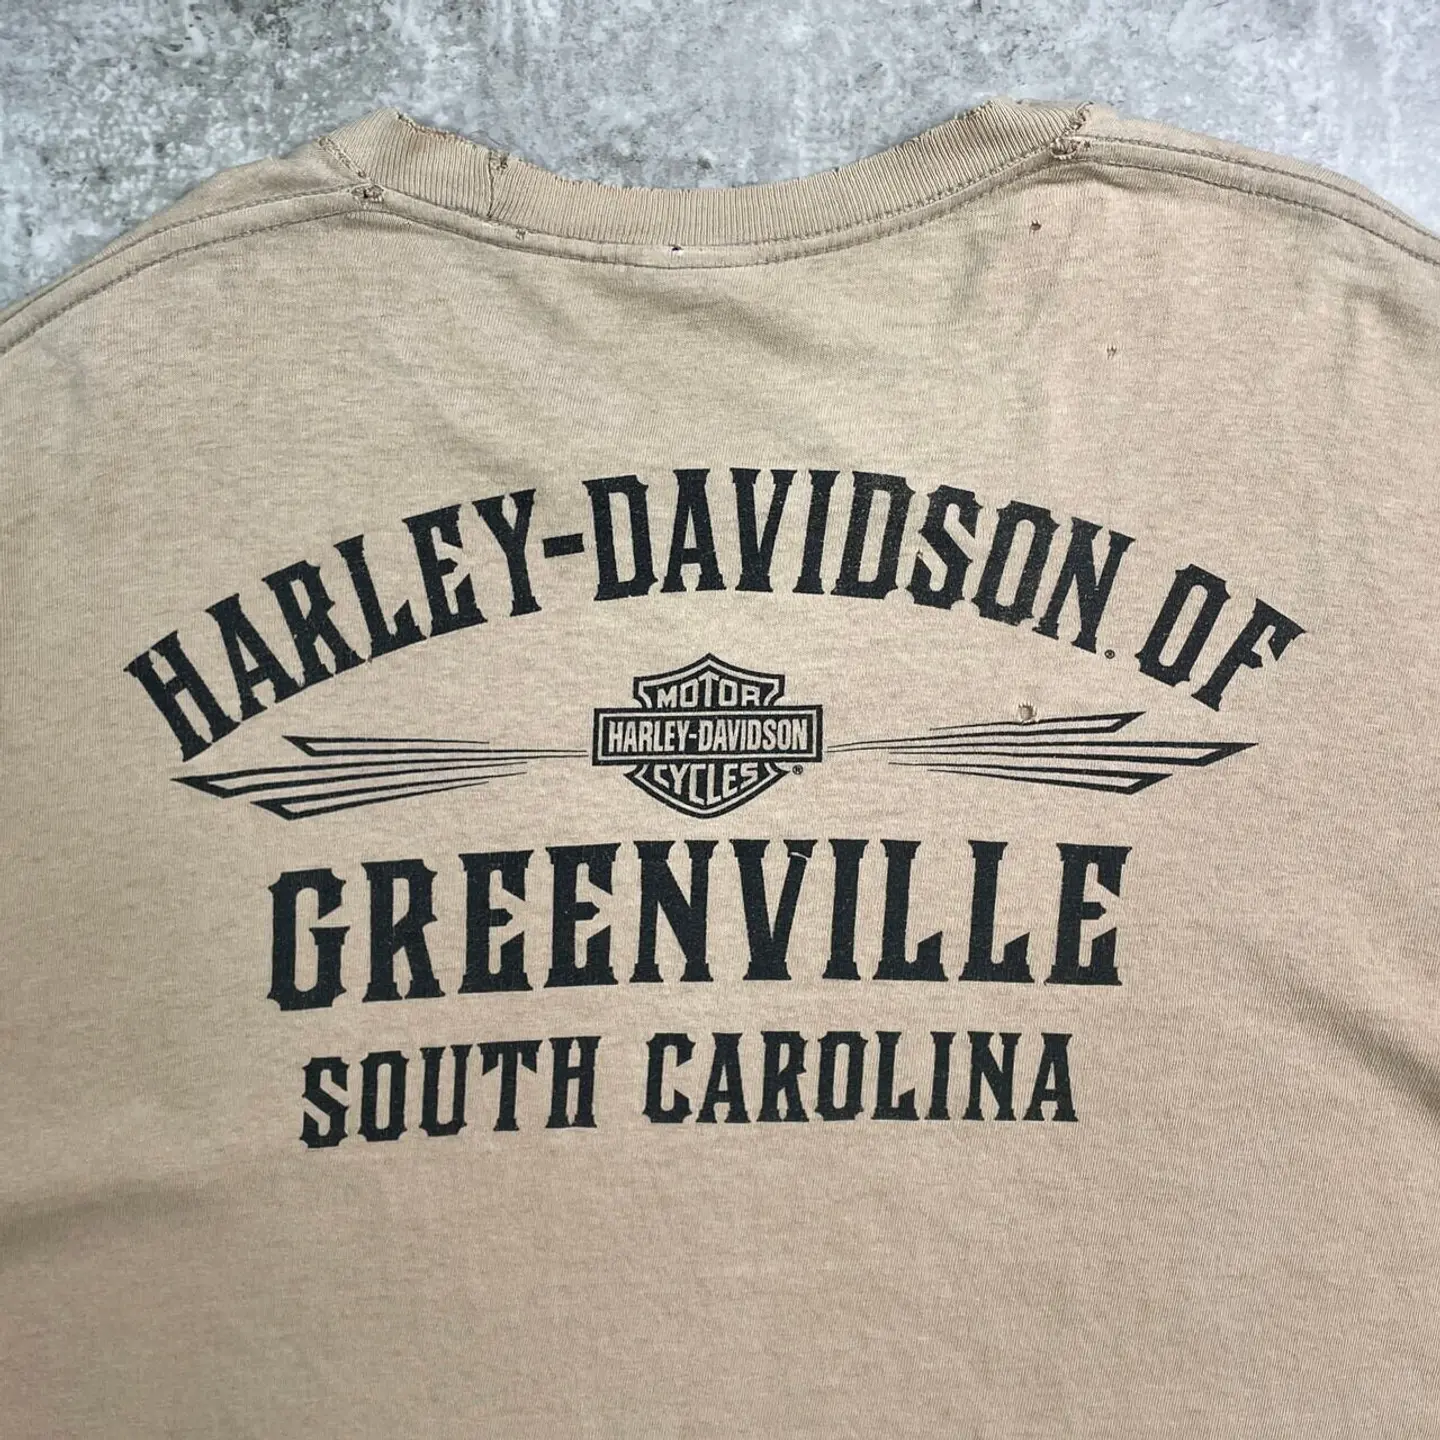 HARLEY-DAVIDSON® OF
MOTOR
HARLEY-DAVIDSON
CYCLES®
GREENVILLE
SOUTH CAROLINA